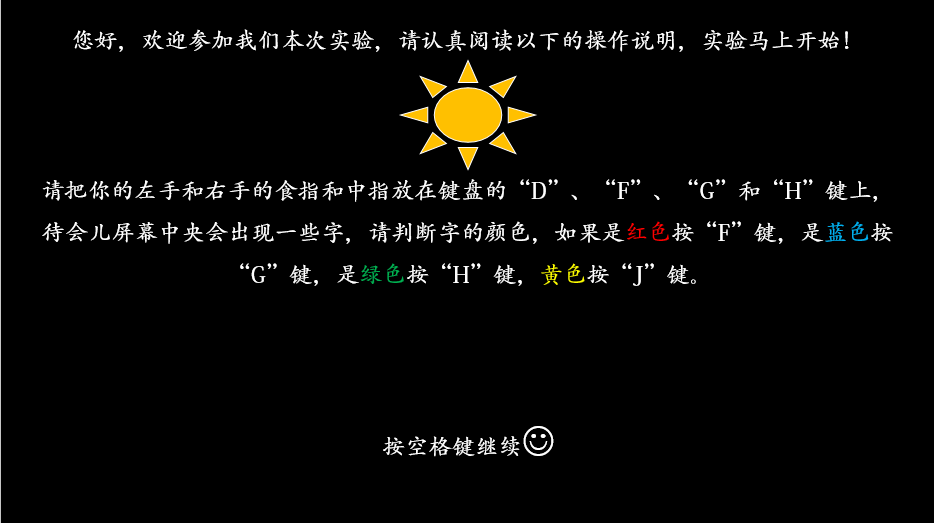 您好，欢迎参加我们本次实验，请认真阅读以下的操作说明，实验马上开始！
请把你的左手和右手的食指和中指放在键盘的“D”、“F”、“G”和“H”键上，
待会儿屏幕中央会出现一些字，请判断字的颜色，如果是红色按“F”键，是蓝色按
“G”键，是绿色按“H”键，黄色按“J”键。
按空格键继续